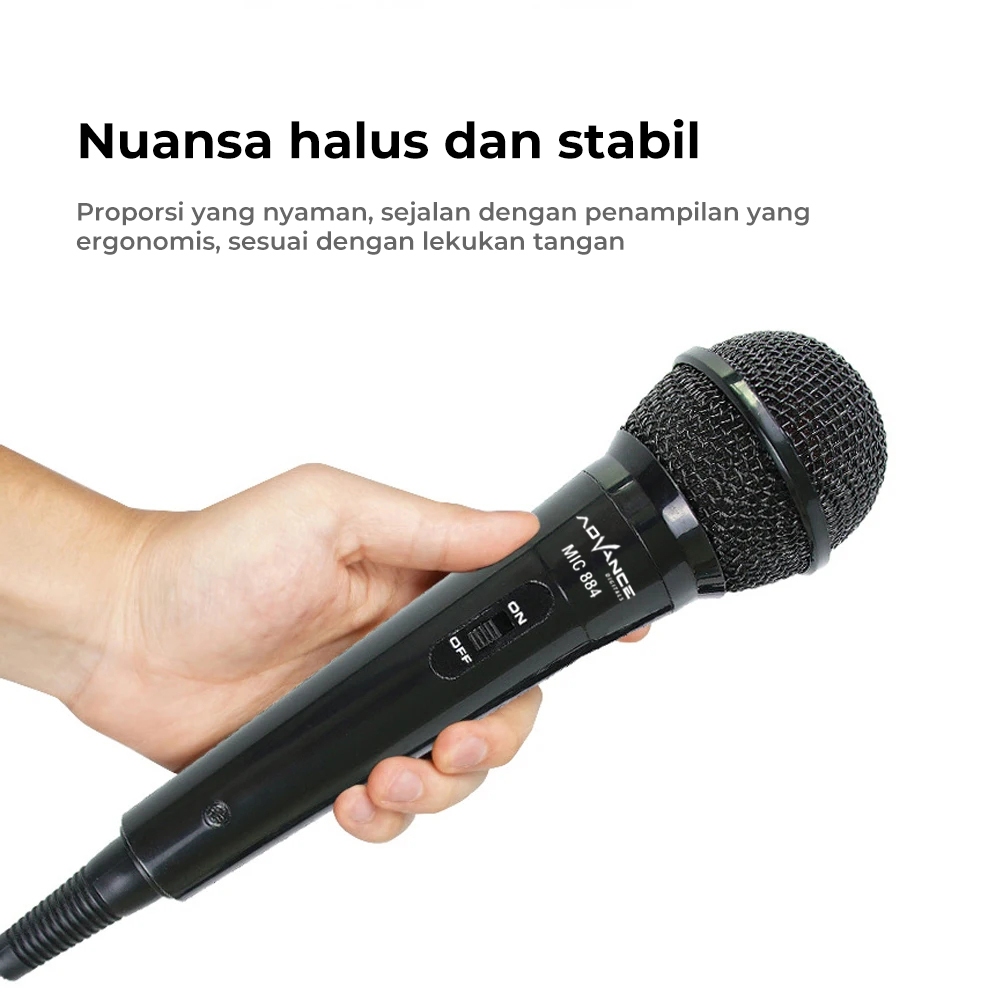 Nuansa halus dan stabil
Proporsi yang nyaman, sejalan dengan penampilan yang
ergonomis, sesuai dengan lekukan tangan
ADVANCE
DIGITALS
MIC 884
ON
OFF